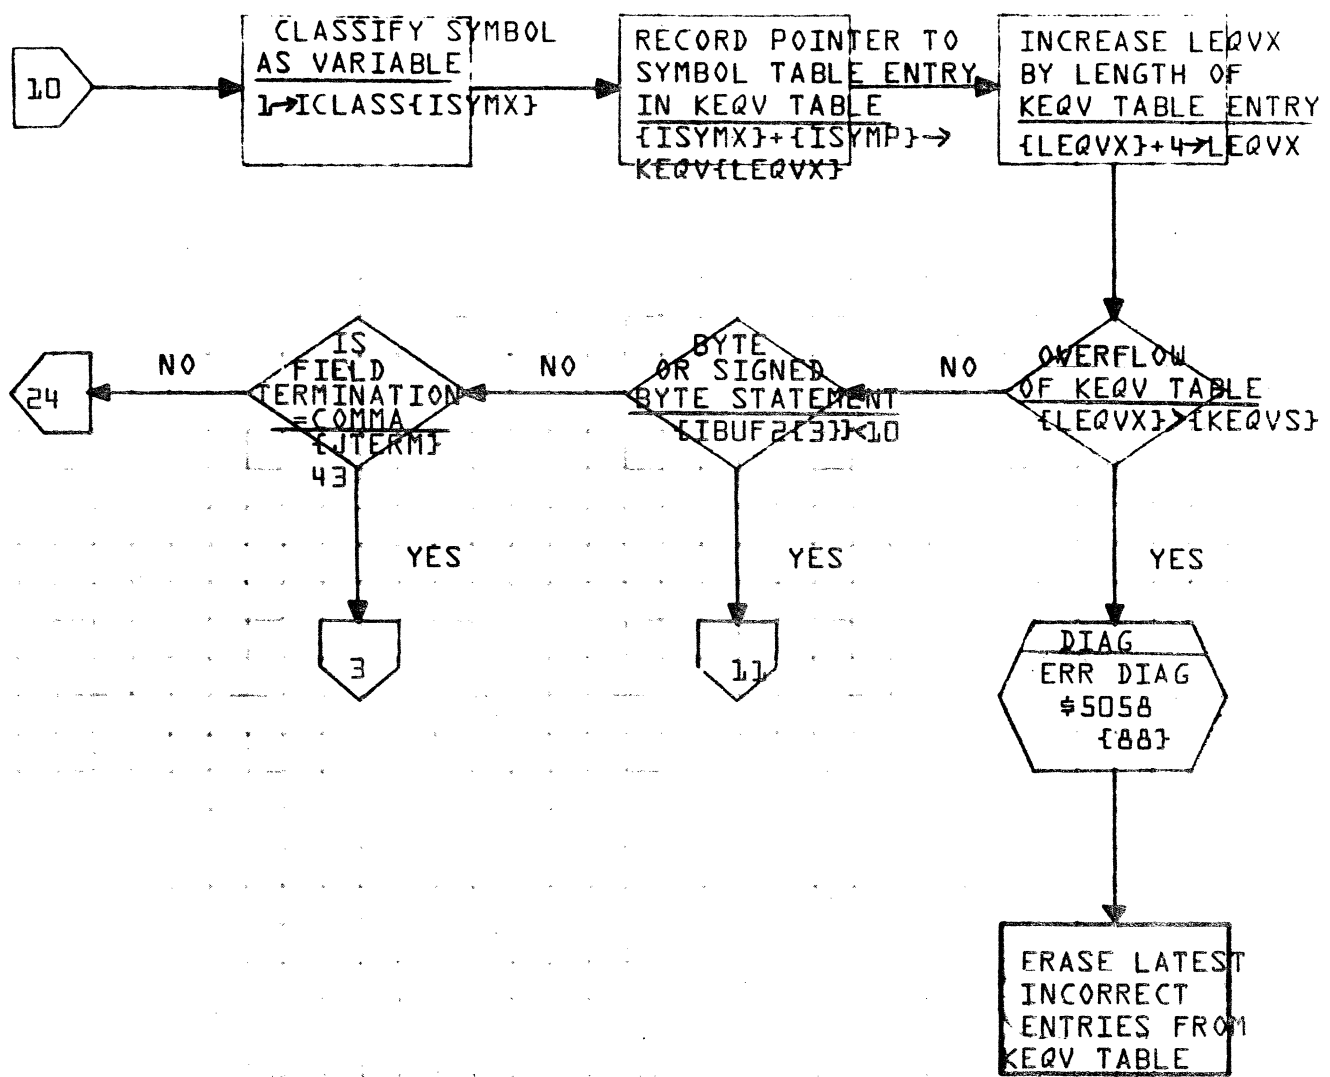 10
CLASSIFY SYMBOL
AS VARIABLE
1→ICLASS{ISYMX}
RECORD POINTER TO
SYMBOL TABLE ENTRY
IN KEQV TABLE
{ISYMX}+{ISYMP}→
KEQV{LEQVX}
INCREASE LEQVX
BY LENGTH OF
KEQV TABLE ENTRY
{LEQVX}+4→LEQVX
24
NO
IS
FIELD
TERMINATION
=COMMA
{JTERM}
43
NO
BYTE
OR SIGNED
BYTE STATEMENT
{IBUF2{3}}<10
NO
OVERFLOW
OF KEQV TABLE
{LEQVX}>{KEQVS}
YES
YES
YES
3
11
DIAG
ERR DIAG
$5058
{88}
ERASE LATEST
INCORRECT
ENTRIES FROM
KEQV TABLE